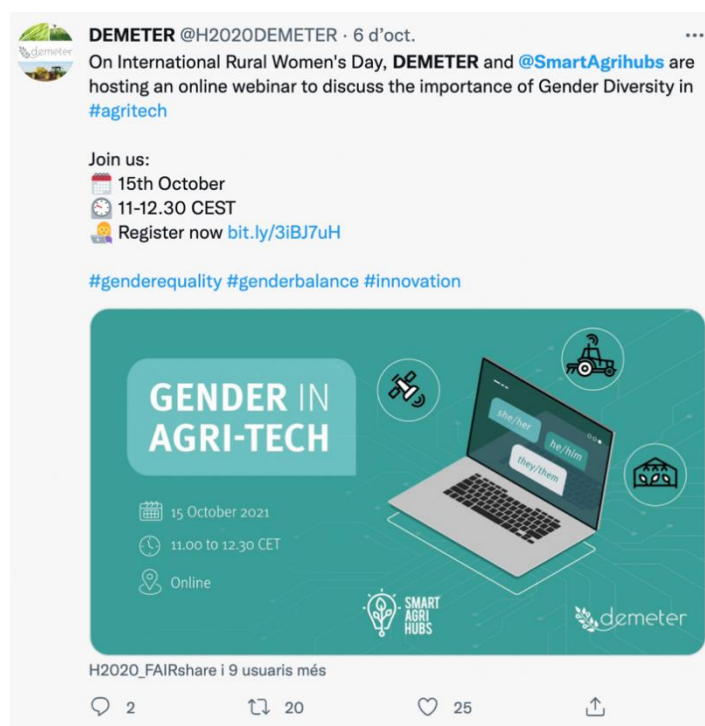 DEMETER @H2020DEMETER · 6 d'oct.
demeter
On International Rural Women's Day, DEMETER and @SmartAgrihubs are
hosting an online webinar to discuss the importance of Gender Diversity in
#agritech
Join us:
15th October
11-12.30 CEST
Register now bit.ly/3iBJ7uH
#genderequality #genderbalance #innovation
GENDER IN
AGRI-TECH
she/her
he/him
they/them
15 October 2021
11.00 to 12.30 CET
Online
SMART
AGRI
HUBS
demeter
H2020_FAIRshare i 9 usuaris més
2
20
25